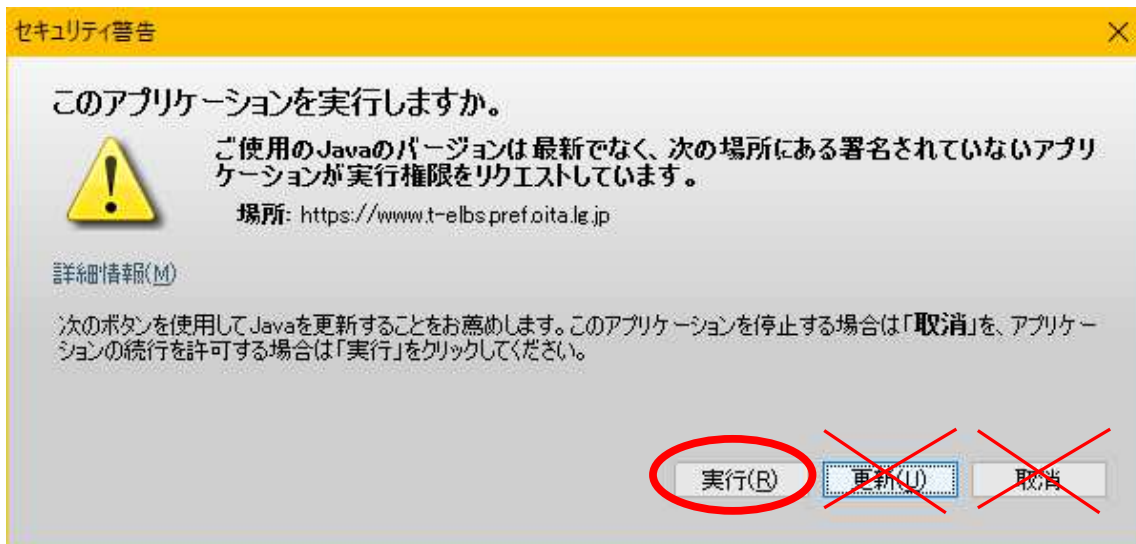 セキュリティ警告
このアプリケーションを実行しますか。
ご使用のJavaのバージョンは最新でなく、次の場所にある署名されていないアプリ
ケーションが実行権限をリクエストしています。
場所: https://www.t-elbs.pref.oita.lg.jp
詳細情報(M)
次のボタンを使用してJavaを更新することをお薦めします。このアプリケーションを停止する場合は「取消」を、アプリケー
ションの続行を許可する場合は「実行」をクリックしてください。
実行(R) 更新(U) 取消